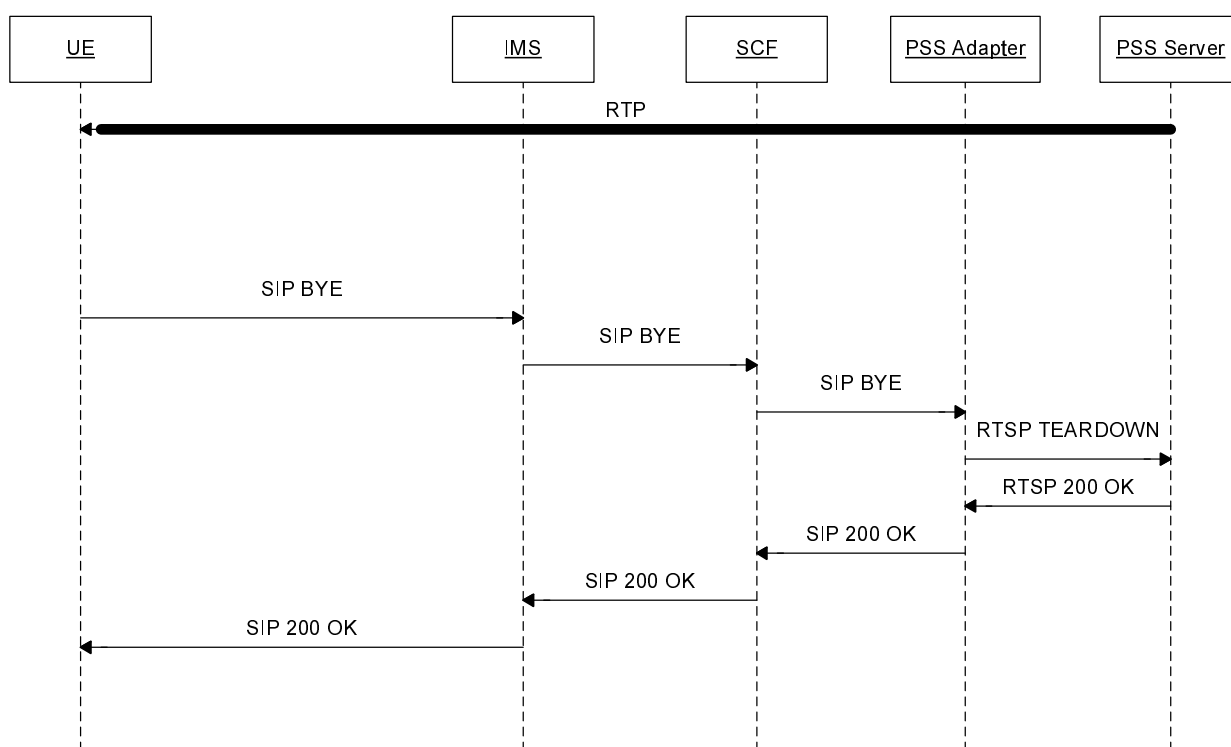 UE
IMS
SCF
PSS Adapter
PSS Server
RTP
SIP BYE
SIP BYE
SIP BYE
RTSP TEARDOWN
RTSP 200 OK
SIP 200 OK
SIP 200 OK
SIP 200 OK